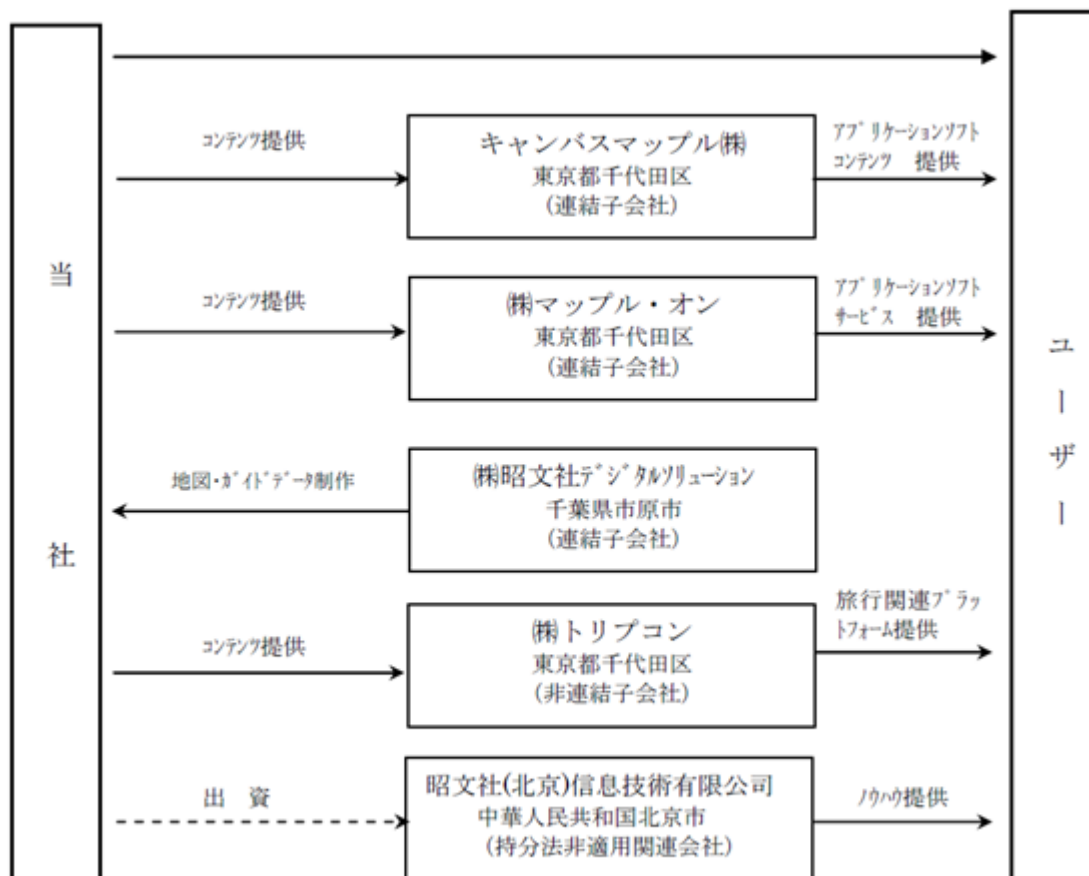 当社
コンテンツ提供
キャンバスマップル㈱
東京都千代田区
(連結子会社)
アプリケーションソフト
コンテンツ 提供
コンテンツ提供
㈱マップル・オン
東京都千代田区
(連結子会社)
アプリケーションソフト
サービス 提供
ユーザー
地図・ガイドデータ制作
㈱昭文社デジタルソリューション
千葉県市原市
(連結子会社)
コンテンツ提供
㈱トリプコン
東京都千代田区
(非連結子会社)
旅行関連プラッ
トフォーム提供
出 資
昭文社(北京)信息技術有限公司
中華人民共和国北京市
(持分法非適用関連会社)
ノウハウ提供